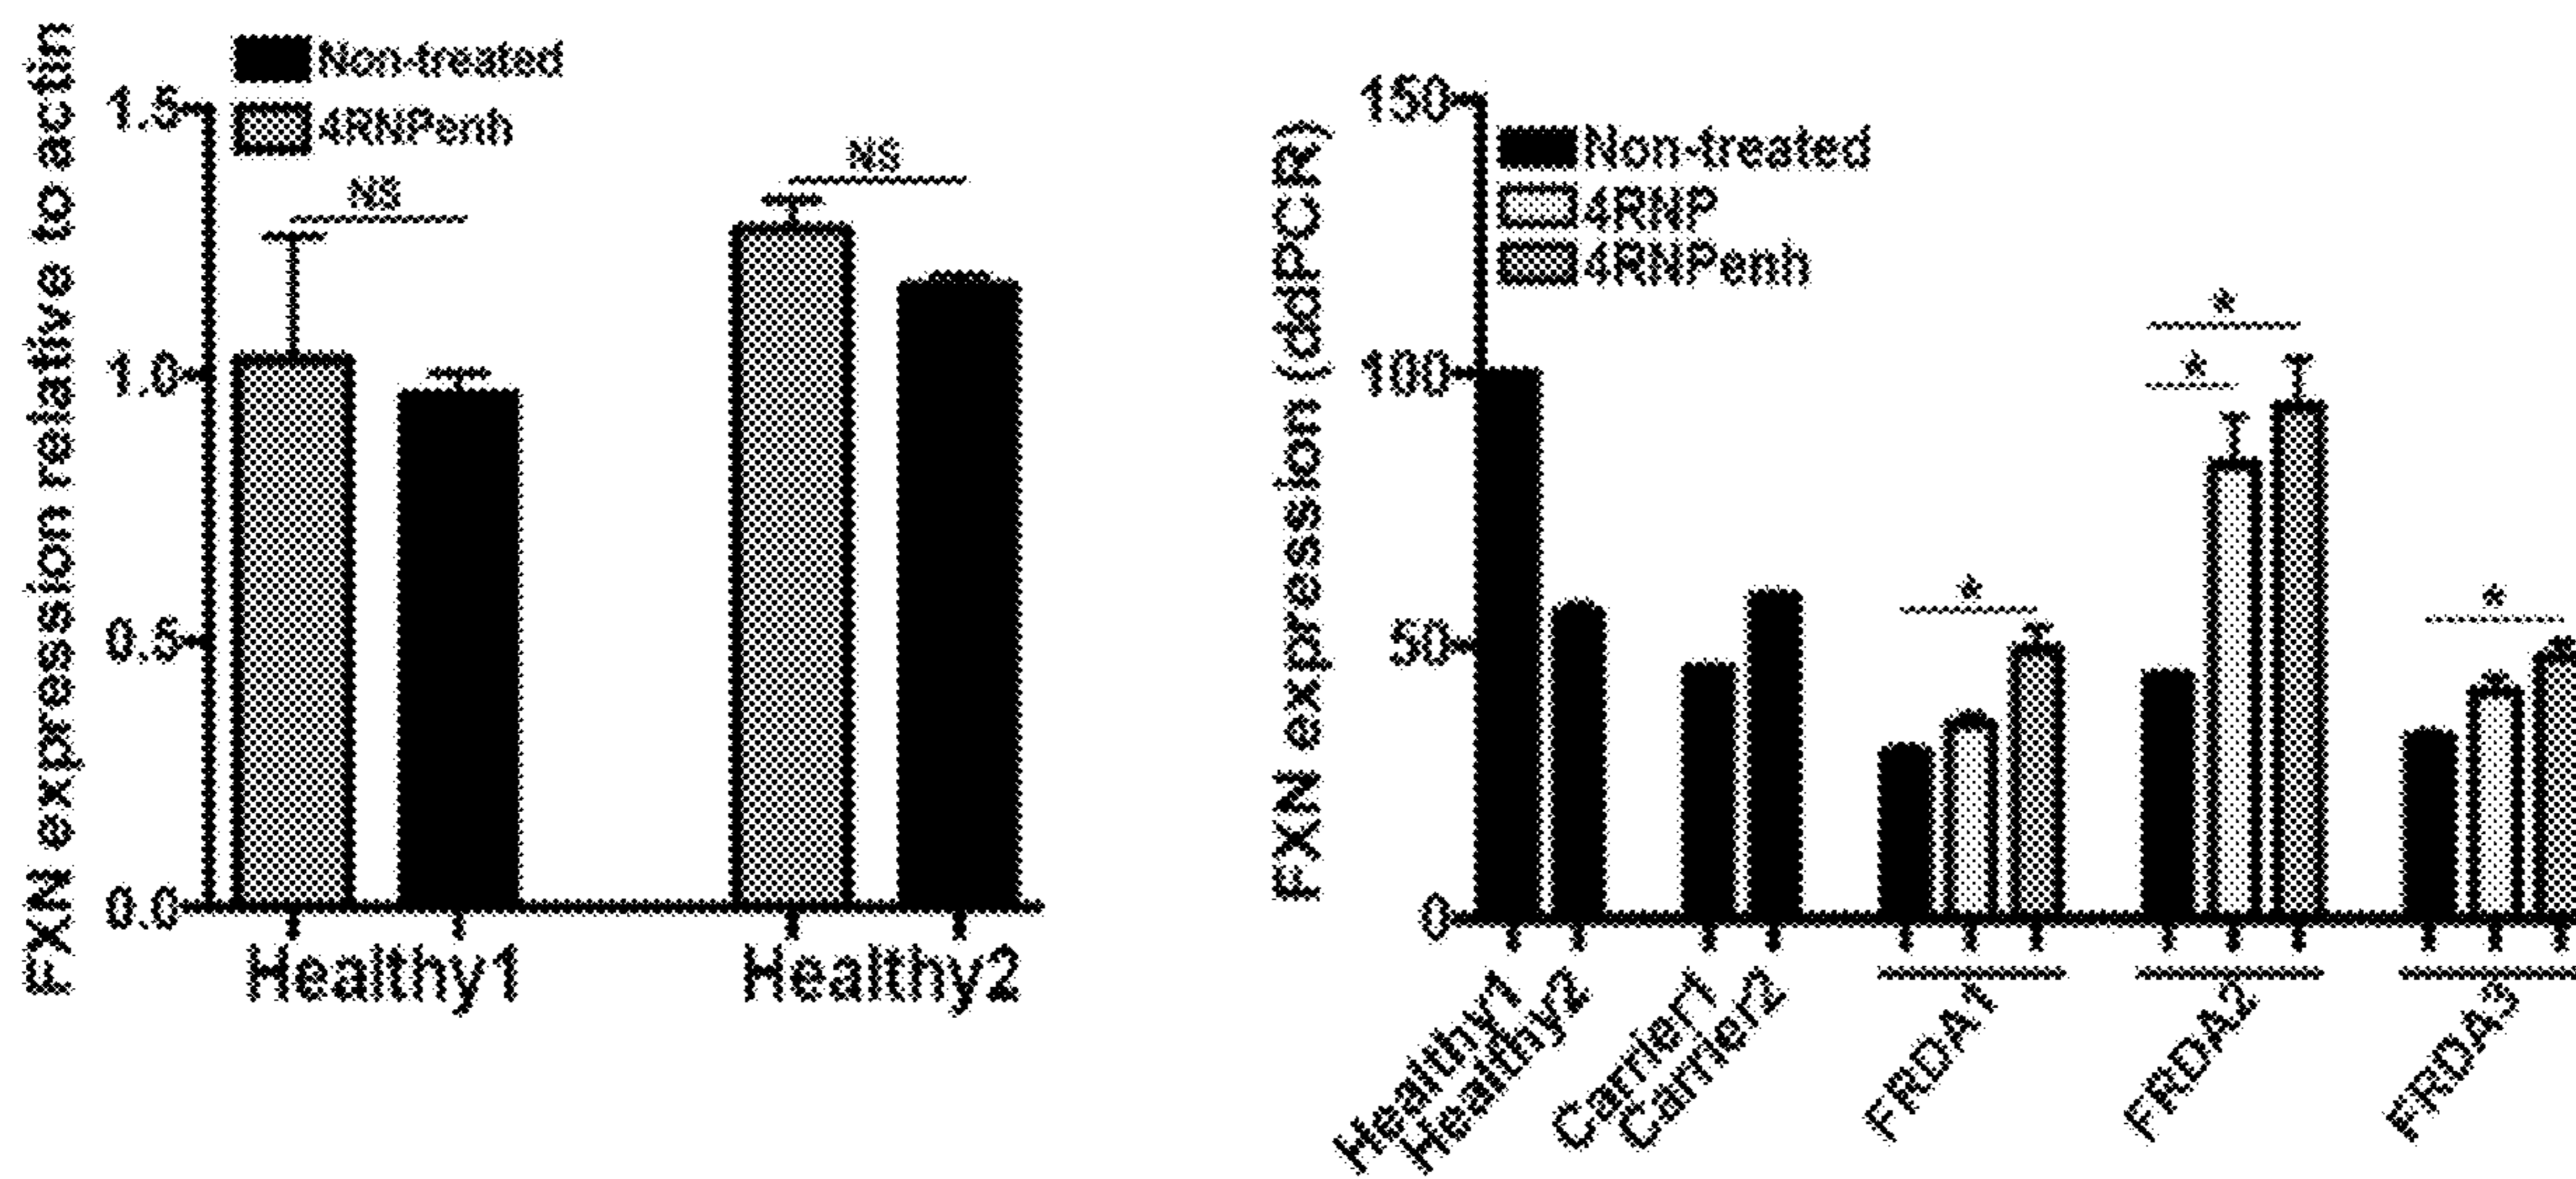 FXN expression relative to actin
Non-treated
4RNPenh
1.5
1.0
0.5
0.0
NS
NS
Healthy1
Healthy2
FXN expression (ddPCR)
150
100
50
0
Non-treated
4RNP
4RNPenh
*
*
*
*
Healthy1
Healthy2
Carrier1
Carrier2
FRDA1
FRDA2
FRDA3